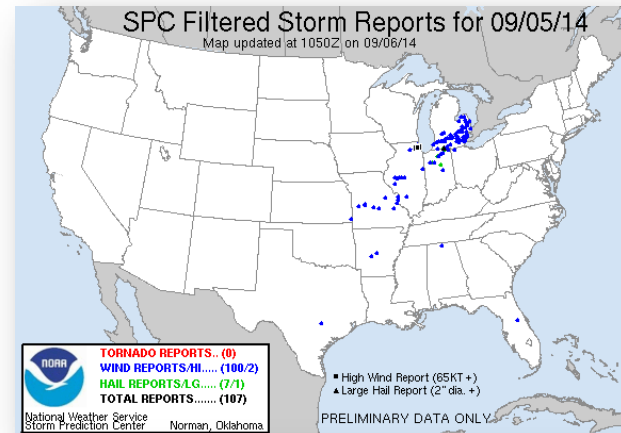 SPC Filtered Storm Reports for 09/05/14
Map updated at 1050Z on 09/06/14
NOAA
TORNADO REPORTS.. (0)
WIND REPORTS/HI..... (100/2)
HAIL REPORTS/LG..... (7/1)
TOTAL REPORTS....... (107)
National Weather Service
Storm Prediction Center Norman, Oklahoma
High Wind Report (65KT +)
Large Hail Report (2" dia. +)
PRELIMINARY DATA ONLY